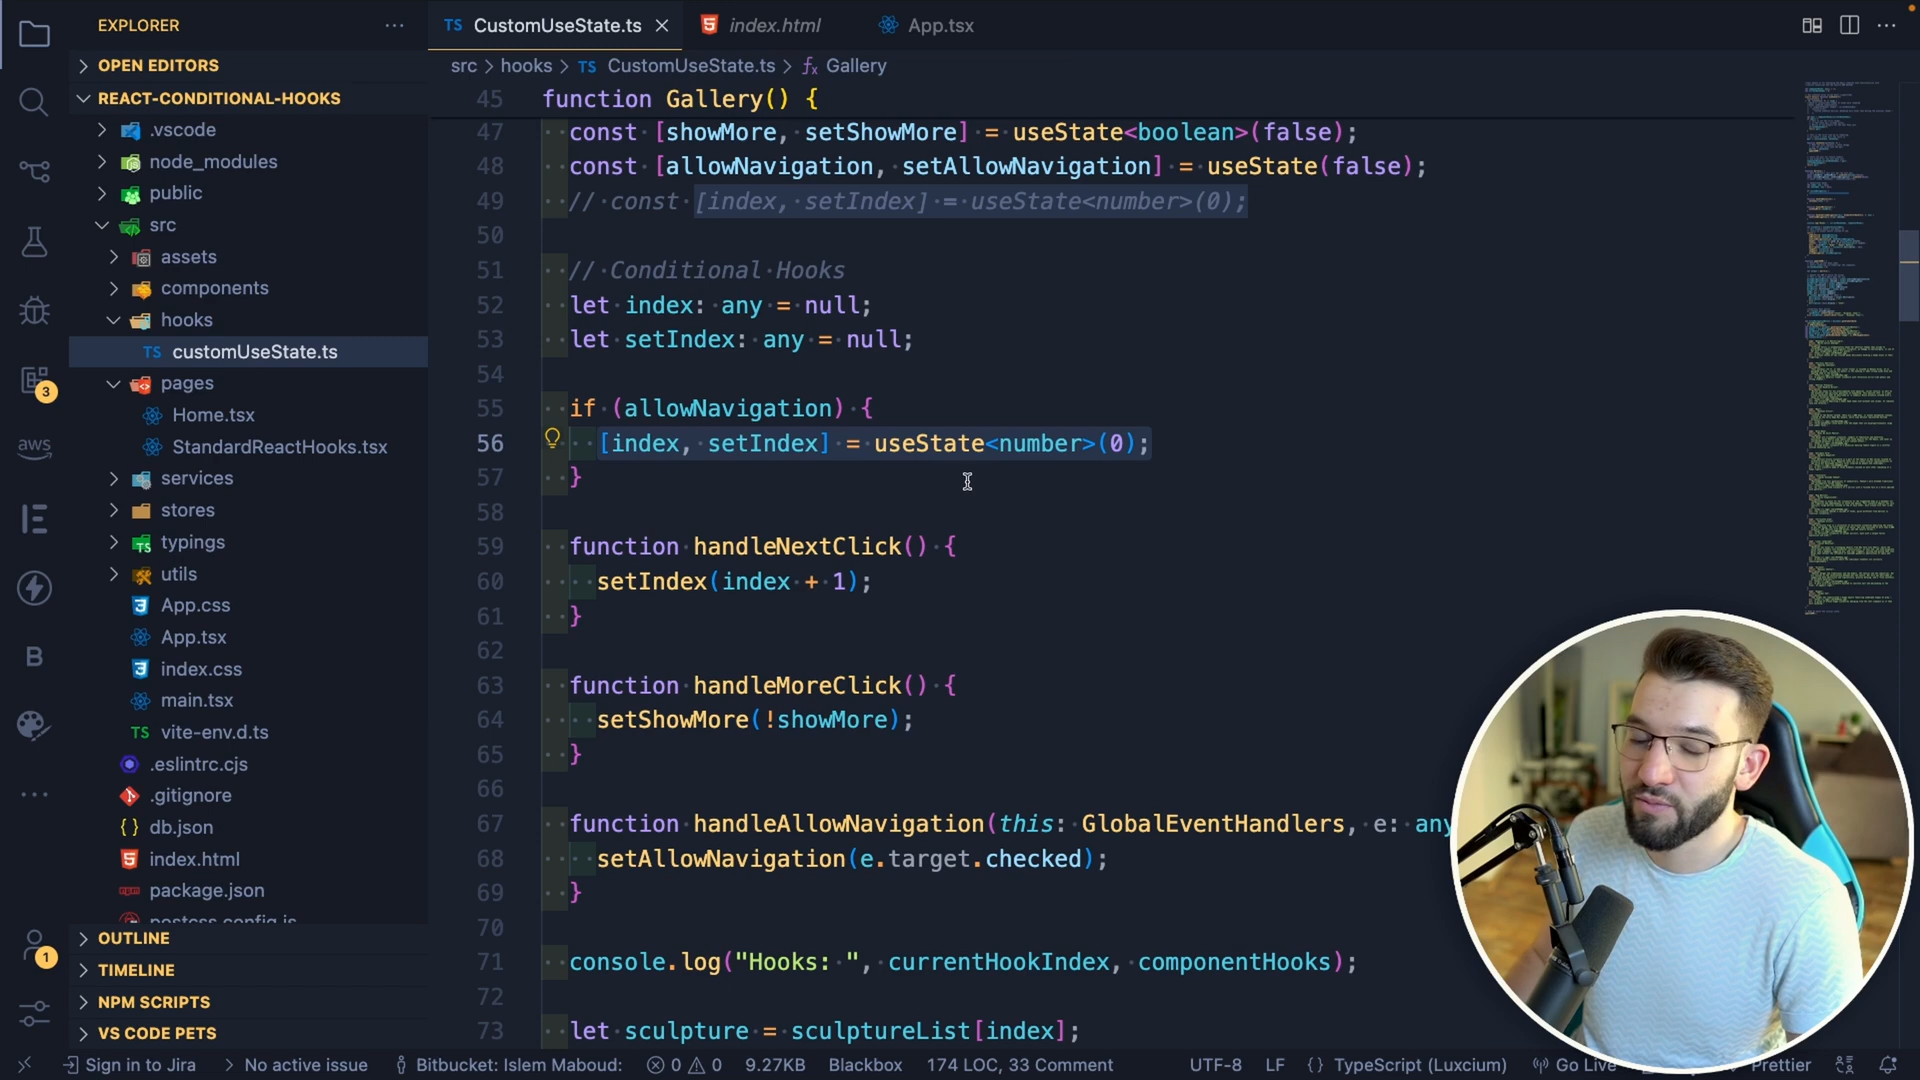 EXPLORER
OPEN EDITORS
REACT-CONDITIONAL-HOOKS
.vscode
node_modules
public
src
assets
components
hooks
TS customUseState.ts
pages
Home.tsx
StandardReactHooks.tsx
services
stores
typings
utils
App.css
App.tsx
index.css
main.tsx
TS vite-env.d.ts
.eslintrc.cjs
.gitignore
db.json
index.html
package.json
postcss.config.js
OUTLINE
TIMELINE
NPM SCRIPTS
VS CODE PETS
3
aws
B
1
TS CustomUseState.ts
index.html
App.tsx
src > hooks > TS CustomUseState.ts > Gallery
45 function Gallery() {
47 const [showMore, setShowMore] = useState<boolean>(false);
48 const [allowNavigation, setAllowNavigation] = useState(false);
49 // const [index, setIndex] = useState<number>(0);
50
51 // Conditional Hooks
52 let index: any = null;
53 let setIndex: any = null;
54
55 if (allowNavigation) {
56 [index, setIndex] = useState<number>(0);
57 }
58
59 function handleNextClick() {
60 setIndex(index + 1);
61 }
62
63 function handleMoreClick() {
64 setShowMore(!showMore);
65 }
66
67 function handleAllowNavigation(this: GlobalEventHandlers, e: any
68 setAllowNavigation(e.target.checked);
69 }
70
71 console.log("Hooks: ", currentHookIndex, componentHooks);
72
73 let sculpture = sculptureList[index];
Sign in to Jira
No active issue
Bitbucket: Islem Maboud:
0 0
9.27KB
Blackbox
174 LOC, 33 Comment
UTF-8
LF
{} TypeScript (Luxcium)
Go Live
Prettier